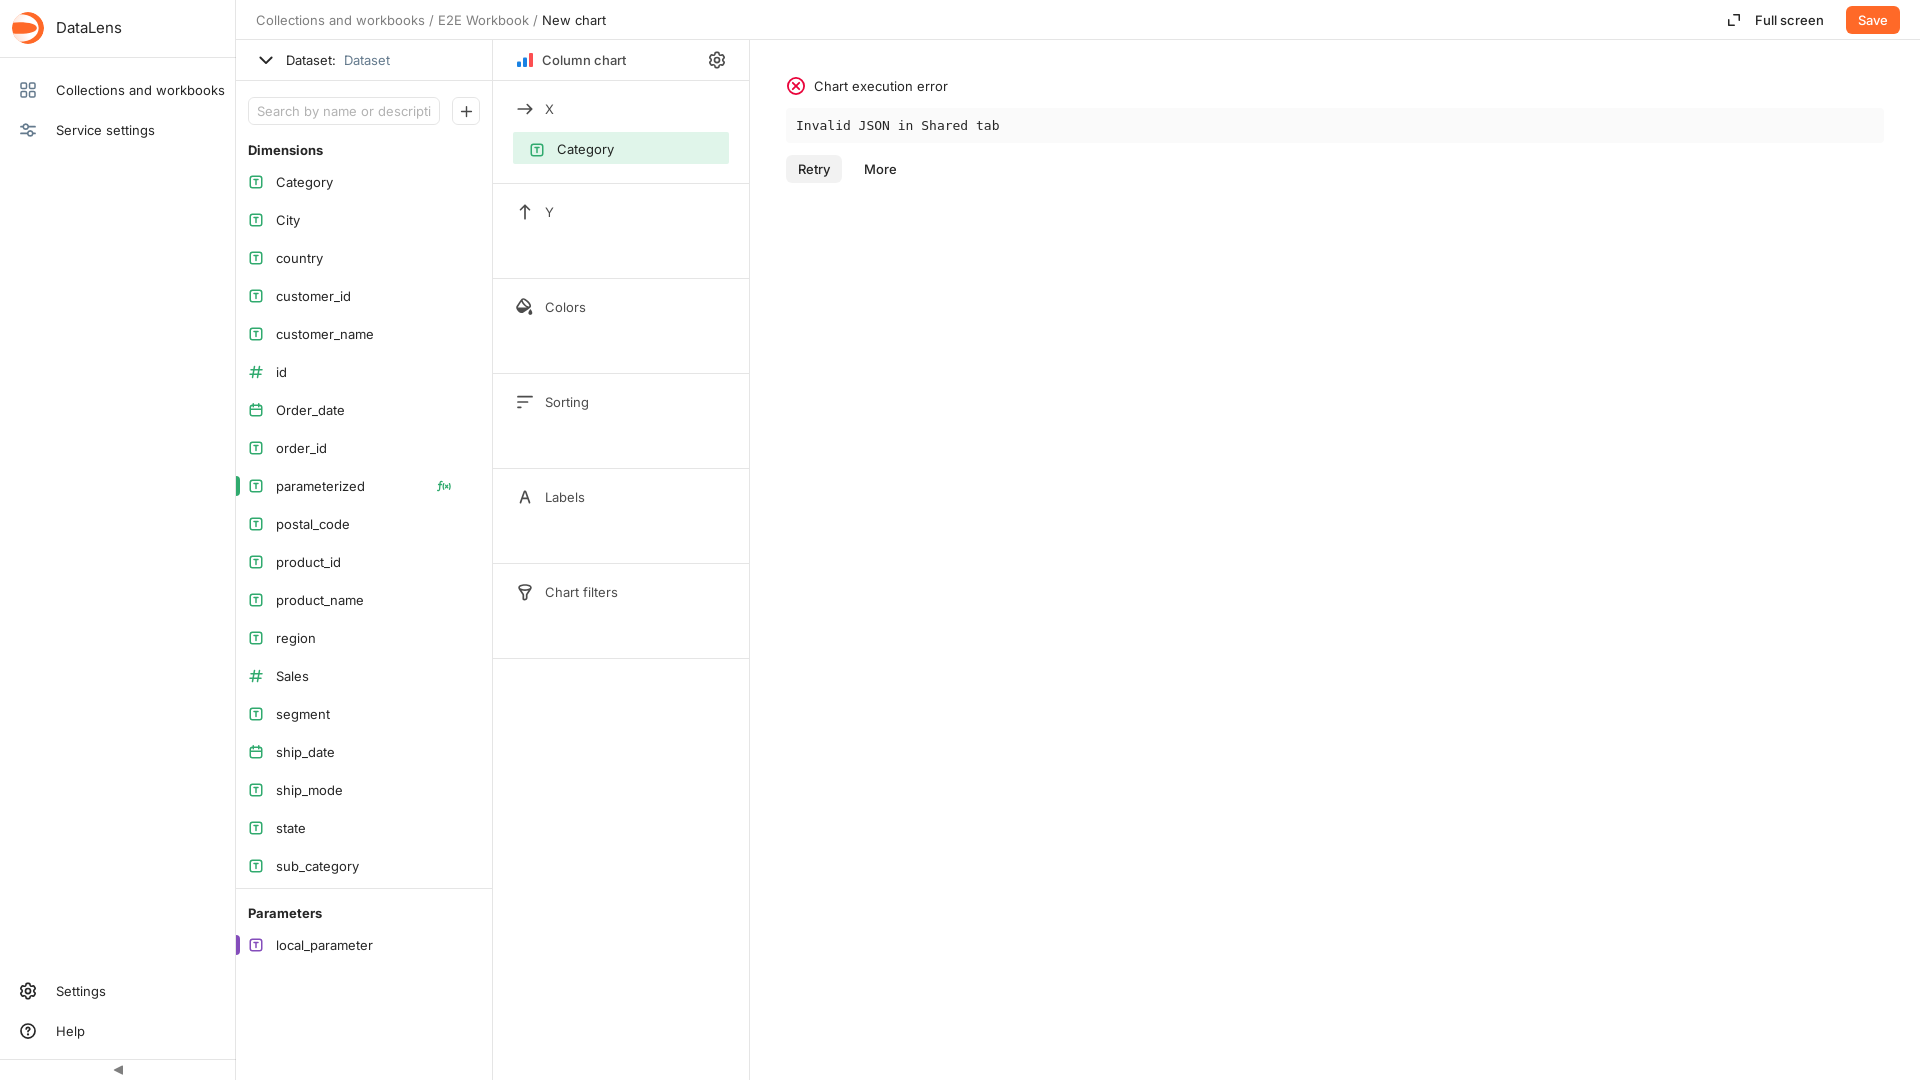 DataLens
Collections and workbooks
Service settings
Settings
Help
Collections and workbooks / E2E Workbook / New chart
Full screen
Save
Dataset: Dataset
Search by name or descripti
Dimensions
Category
City
country
customer_id
customer_name
id
Order_date
order_id
parameterized
postal_code
product_id
product_name
region
Sales
segment
ship_date
ship_mode
state
sub_category
Parameters
local_parameter
Column chart
X
Category
Y
Colors
Sorting
Labels
Chart filters
Chart execution error
Invalid JSON in Shared tab
Retry
More